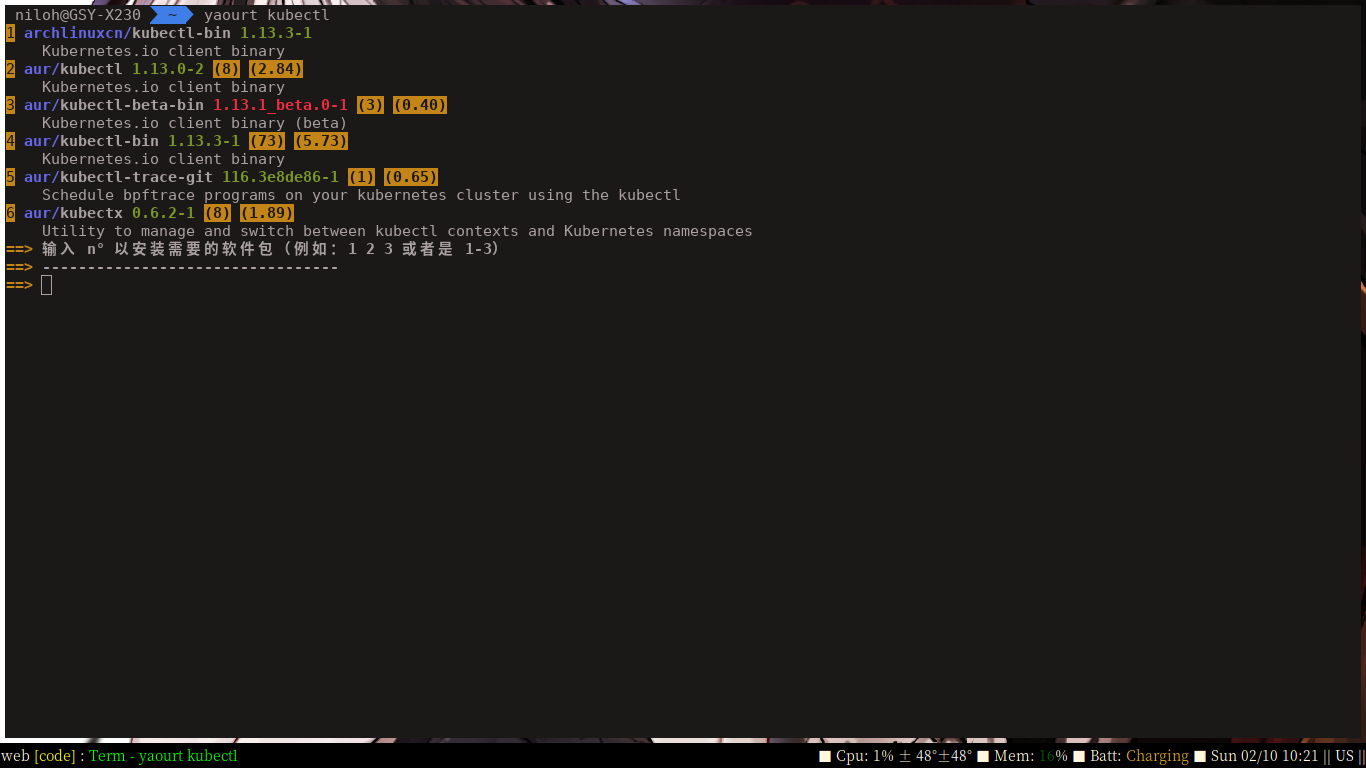 niloh@GSY-X230 ~ yaourt kubectl
1 archlinuxcn/kubectl-bin 1.13.3-1
Kubernetes.io client binary
2 aur/kubectl 1.13.0-2 (8) (2.84)
Kubernetes.io client binary
3 aur/kubectl-beta-bin 1.13.1_beta.0-1 (3) (0.40)
Kubernetes.io client binary (beta)
4 aur/kubectl-bin 1.13.3-1 (73) (5.73)
Kubernetes.io client binary
5 aur/kubectl-trace-git 116.3e8de86-1 (1) (0.65)
Schedule bpftrace programs on your kubernetes cluster using the kubectl
6 aur/kubectx 0.6.2-1 (8) (1.89)
Utility to manage and switch between kubectl contexts and Kubernetes namespaces
==> 输入 n° 以安装需要的软件包（例如：1 2 3 或者是 1-3）
==> ---------------------------------
==>
web [code] : Term - yaourt kubectl Cpu: 1% ± 48°±48° Mem: 16% Batt: Charging Sun 02/10 10:21 || US ||